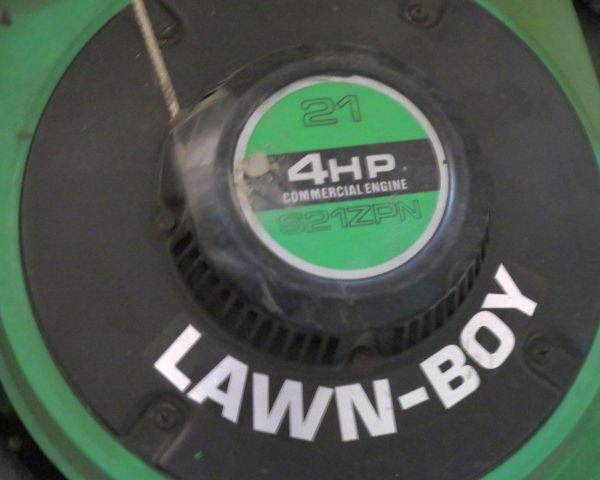 21
4HP
COMMERCIAL ENGINE
S21ZPN
LAWN-BOY